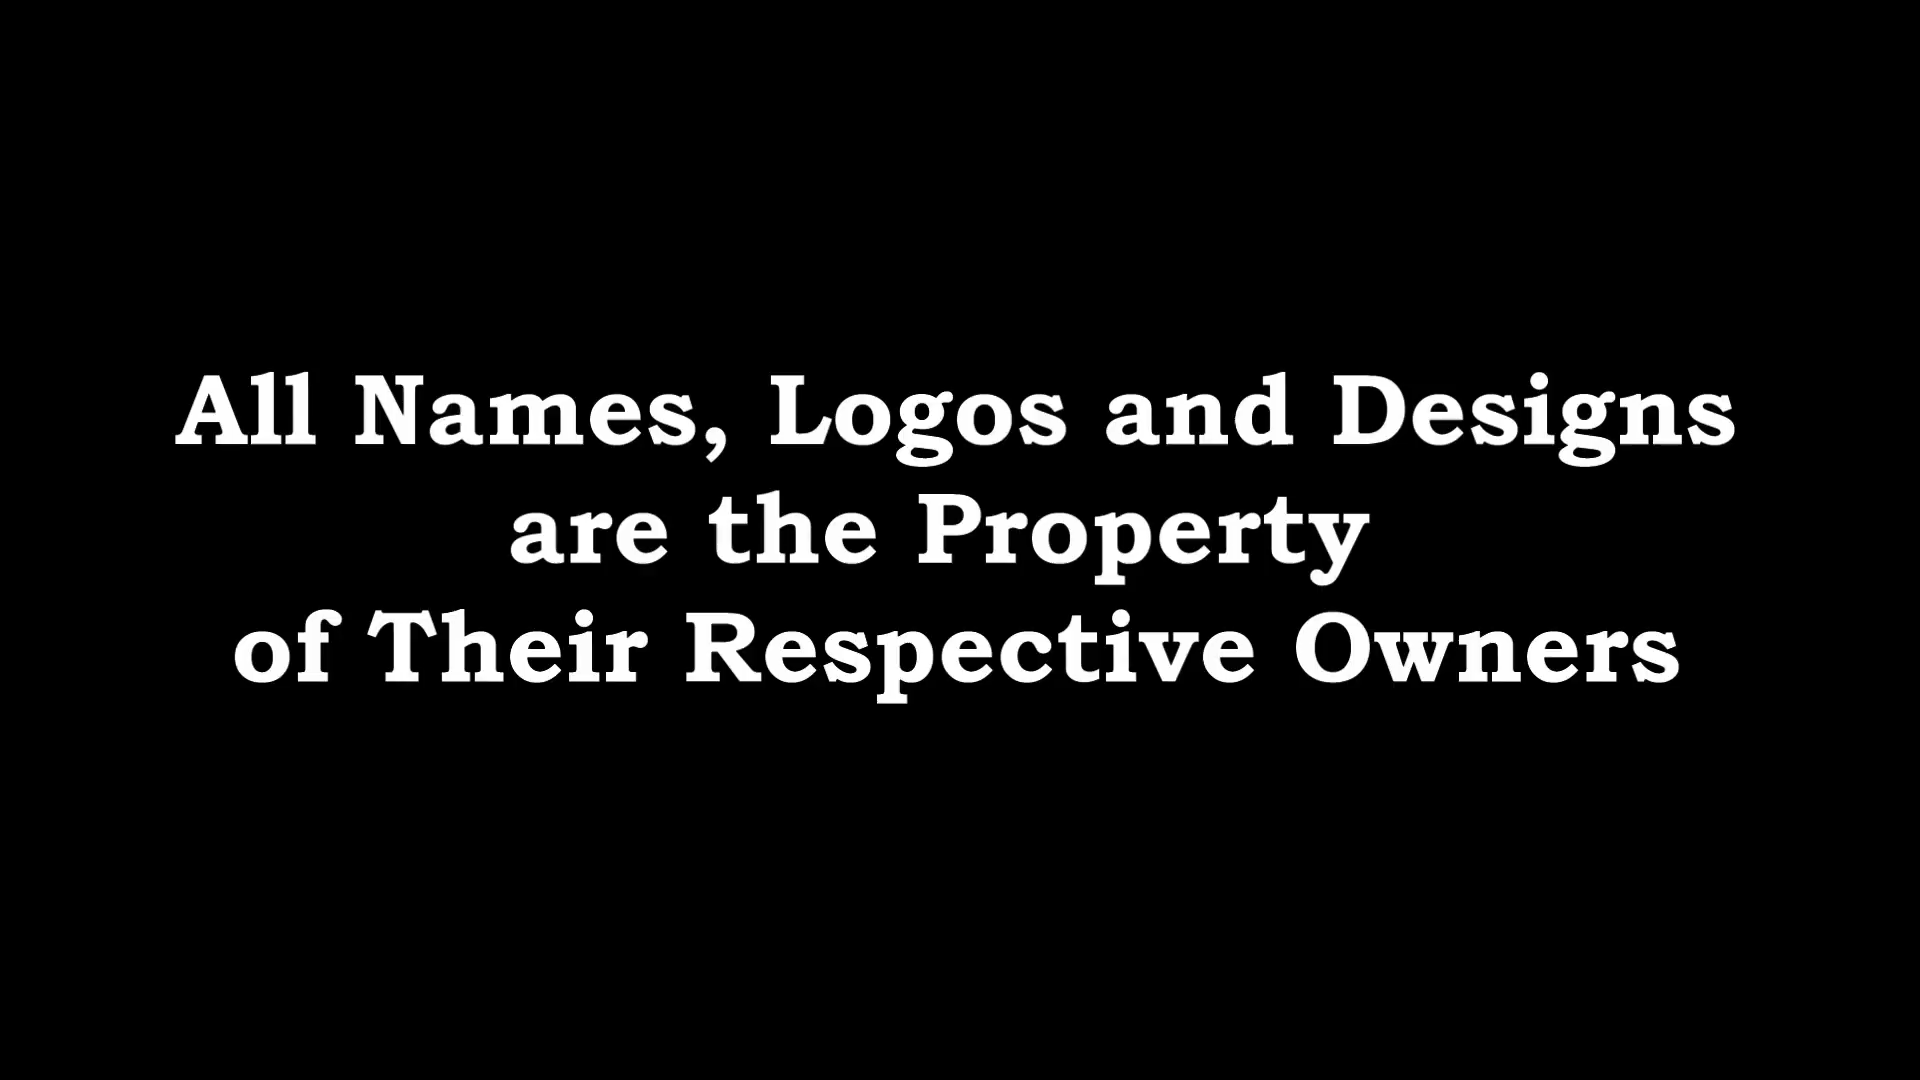 All Names, Logos and Designs
are the Property
of Their Respective Owners